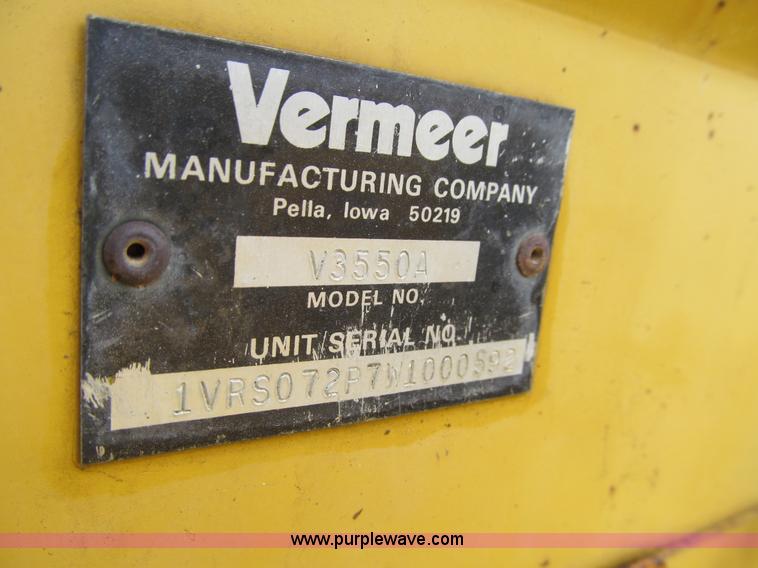 Vermeer
MANUFACTURING COMPANY
Pella, Iowa 50219
V3550A
MODEL NO.
UNIT SERIAL NO.
1VRS072P7W1000592
www.purplewave.com